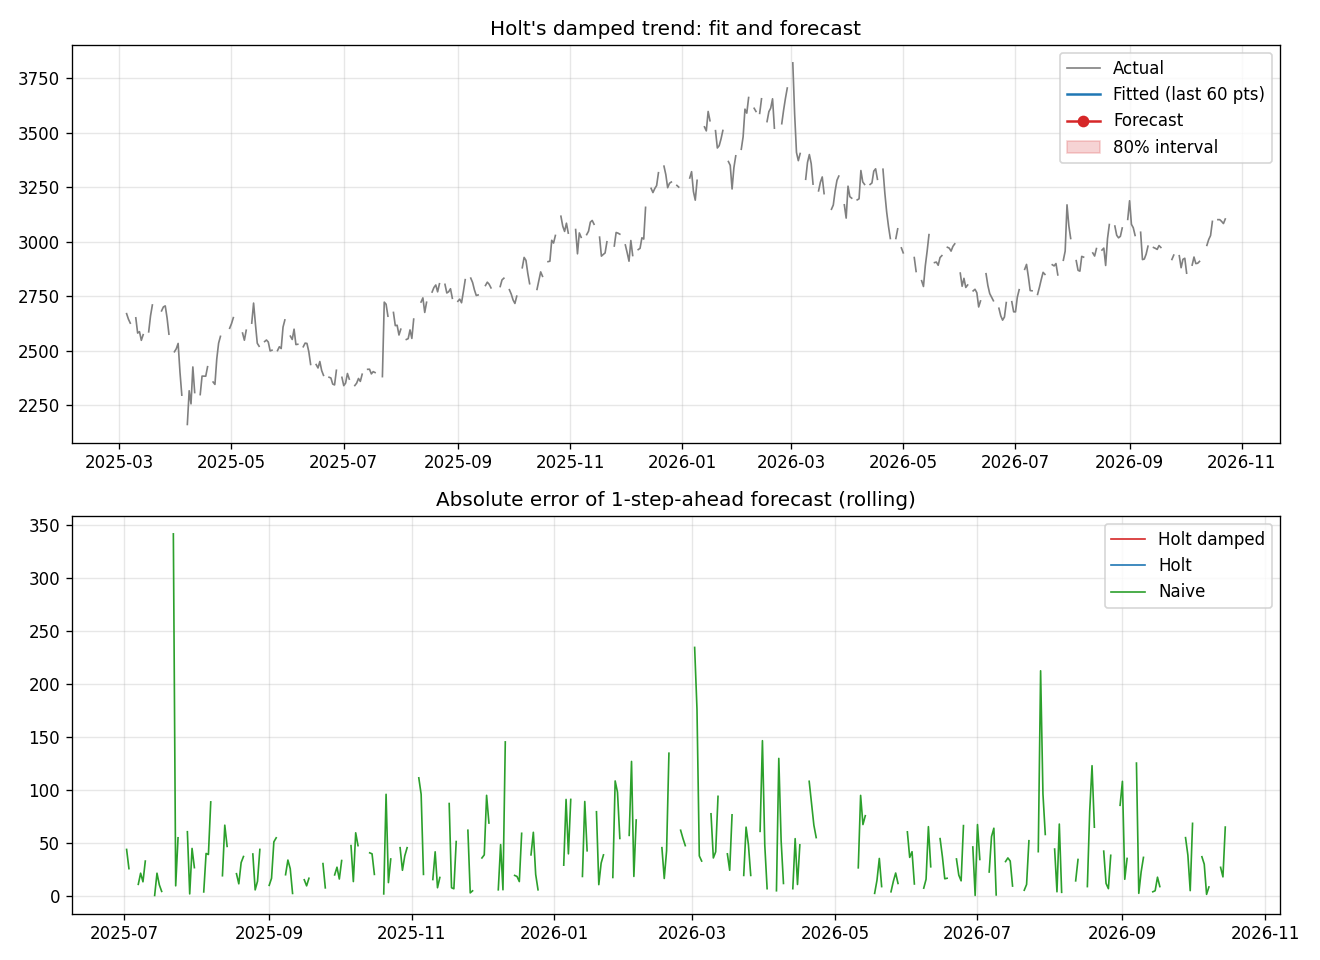 Holt's damped trend: fit and forecast
Actual
Fitted (last 60 pts)
Forecast
80% interval
3750
3500
3250
3000
2750
2500
2250
2025-03 2025-05 2025-07 2025-09 2025-11 2026-01 2026-03 2026-05 2026-07 2026-09 2026-11
Absolute error of 1-step-ahead forecast (rolling)
Holt damped
Holt
Naive
350
300
250
200
150
100
50
0
2025-07 2025-09 2025-11 2026-01 2026-03 2026-05 2026-07 2026-09 2026-11